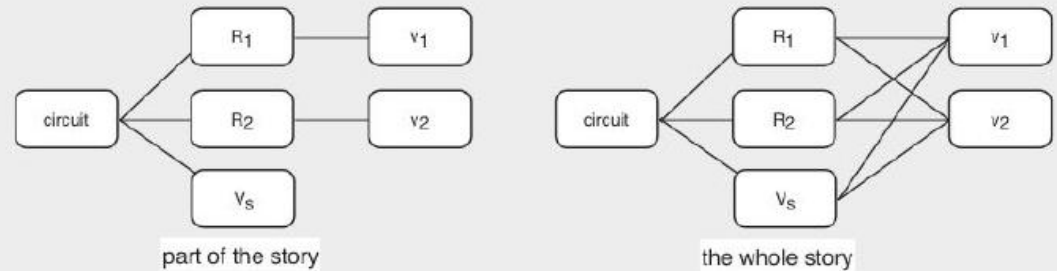 R1
v1
circuit
R2
v2
Vs
part of the story
R1
v1
circuit
R2
v2
Vs
the whole story